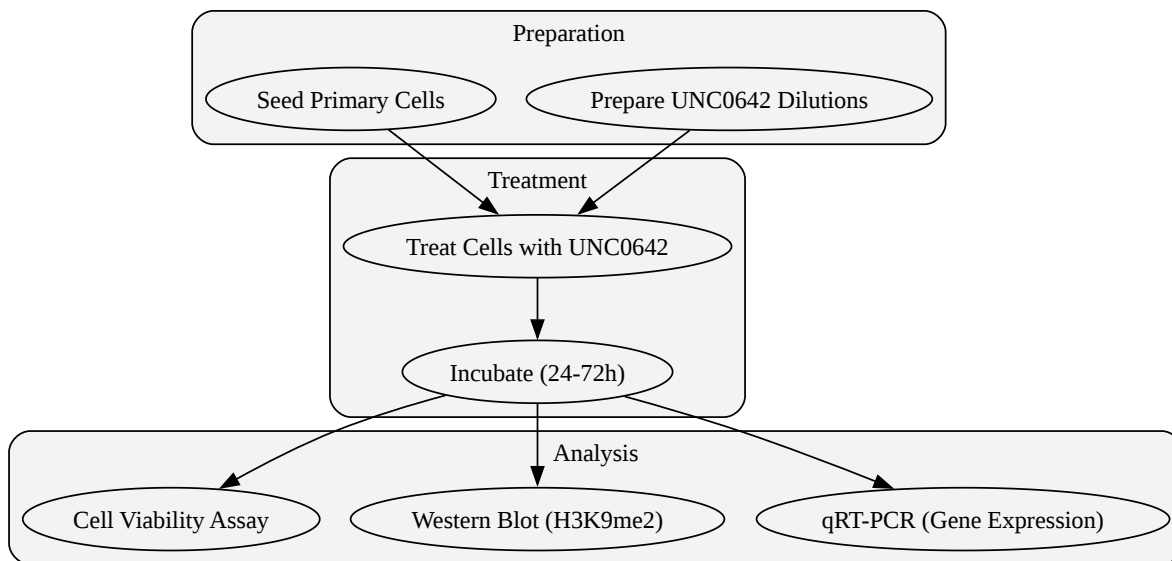 Preparation
Seed Primary Cells
Prepare UNC0642 Dilutions
Treatment
Treat Cells with UNC0642
Incubate (24-72h)
Analysis
Cell Viability Assay
Western Blot (H3K9me2)
qRT-PCR (Gene Expression)